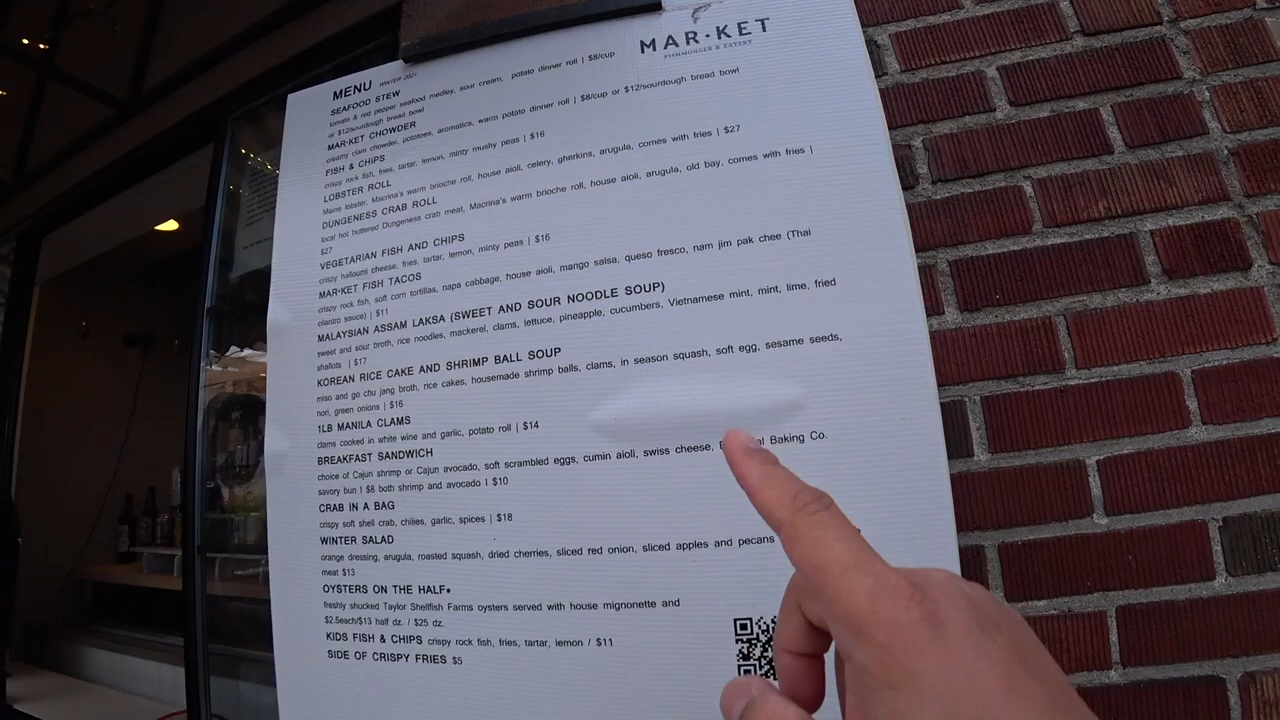 MAR·KET
FISHMONGER & EATERY
MENU WINTER 2021
SEAFOOD STEW
tomato & red pepper seafood medley, sour cream, potato dinner roll | $8/cup
or $12/sourdough bread bowl
MAR·KET CHOWDER
creamy clam chowder, potatoes, aromatics, warm potato dinner roll | $8/cup or $12/sourdough bread bowl
FISH & CHIPS
crispy rock fish, fries, tartar, lemon, minty mushy peas | $16
LOBSTER ROLL
Maine lobster, Macrina's warm brioche roll, house aioli, celery, gherkins, arugula, comes with fries | $27
DUNGENESS CRAB ROLL
local hot buttered Dungeness crab meat, Macrina's warm brioche roll, house aioli, arugula, old bay, comes with fries |
$27
VEGETARIAN FISH AND CHIPS
crispy halloumi cheese, fries, tartar, lemon, minty peas | $16
MAR·KET FISH TACOS
crispy rock fish, soft corn tortillas, napa cabbage, house aioli, mango salsa, queso fresco, nam jim pak chee (Thai
cilantro sauce) | $11
MALAYSIAN ASSAM LAKSA (SWEET AND SOUR NOODLE SOUP)
sweet and sour broth, rice noodles, mackerel, clams, lettuce, pineapple, cucumbers, Vietnamese mint, mint, lime, fried
shallots | $17
KOREAN RICE CAKE AND SHRIMP BALL SOUP
miso and go chu jang broth, rice cakes, housemade shrimp balls, clams, in season squash, soft egg, sesame seeds,
nori, green onions | $16
1LB MANILA CLAMS
clams cooked in white wine and garlic, potato roll | $14
BREAKFAST SANDWICH
choice of Cajun shrimp or Cajun avocado, soft scrambled eggs, cumin aioli, swiss cheese, Baking Co.
savory bun I $8 both shrimp and avocado I $10
CRAB IN A BAG
crispy soft shell crab, chilies, garlic, spices | $18
WINTER SALAD
orange dressing, arugula, roasted squash, dried cherries, sliced red onion, sliced apples and pecans
meat $13
OYSTERS ON THE HALF*
freshly shucked Taylor Shellfish Farms oysters served with house mignonette and
$2.5each/$13 half dz. / $25 dz.
KIDS FISH & CHIPS crispy rock fish, fries, tartar, lemon / $11
SIDE OF CRISPY FRIES $5